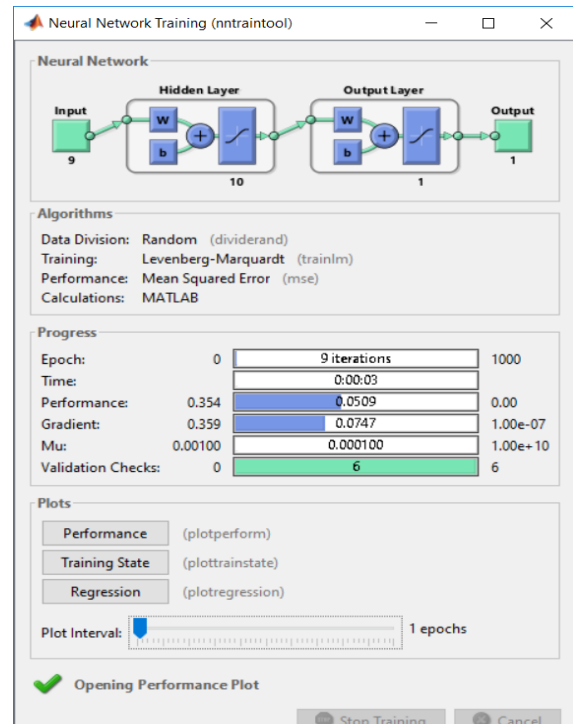 Neural Network Training (nntraintool)
Neural Network
Hidden Layer
Output Layer
Input
Output
W
b
W
b
9
10
1
1
Algorithms
Data Division: Random (dividerand)
Training: Levenberg-Marquardt (trainlm)
Performance: Mean Squared Error (mse)
Calculations: MATLAB
Progress
Epoch: 0 9 iterations 1000
Time: 0:00:03
Performance: 0.354 0.0509 0.00
Gradient: 0.359 0.0747 1.00e-07
Mu: 0.00100 0.000100 1.00e+10
Validation Checks: 0 6 6
Plots
Performance (plotperform)
Training State (plottrainstate)
Regression (plotregression)
Plot Interval: 1 epochs
Opening Performance Plot
Stop Training Cancel